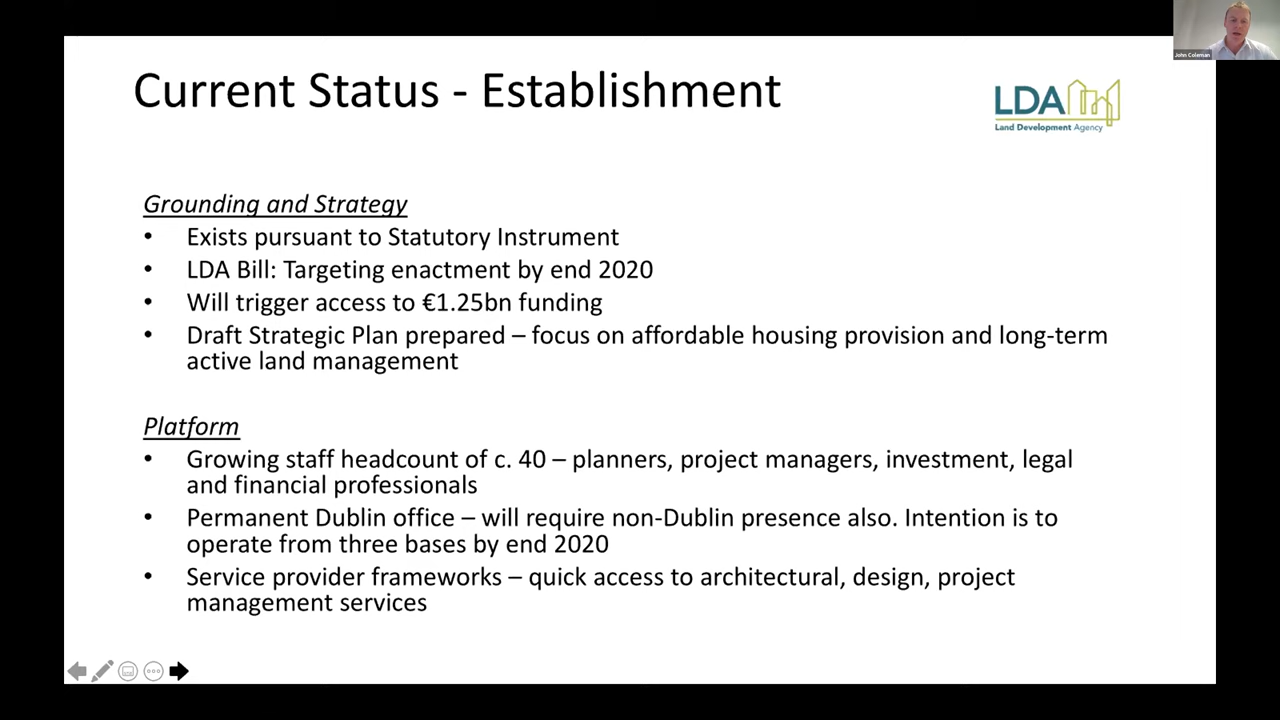 Current Status - Establishment
LDA
Land Development Agency
John Coleman
Grounding and Strategy
• Exists pursuant to Statutory Instrument
• LDA Bill: Targeting enactment by end 2020
• Will trigger access to €1.25bn funding
• Draft Strategic Plan prepared – focus on affordable housing provision and long-term
active land management
Platform
• Growing staff headcount of c. 40 – planners, project managers, investment, legal
and financial professionals
• Permanent Dublin office – will require non-Dublin presence also. Intention is to
operate from three bases by end 2020
• Service provider frameworks – quick access to architectural, design, project
management services